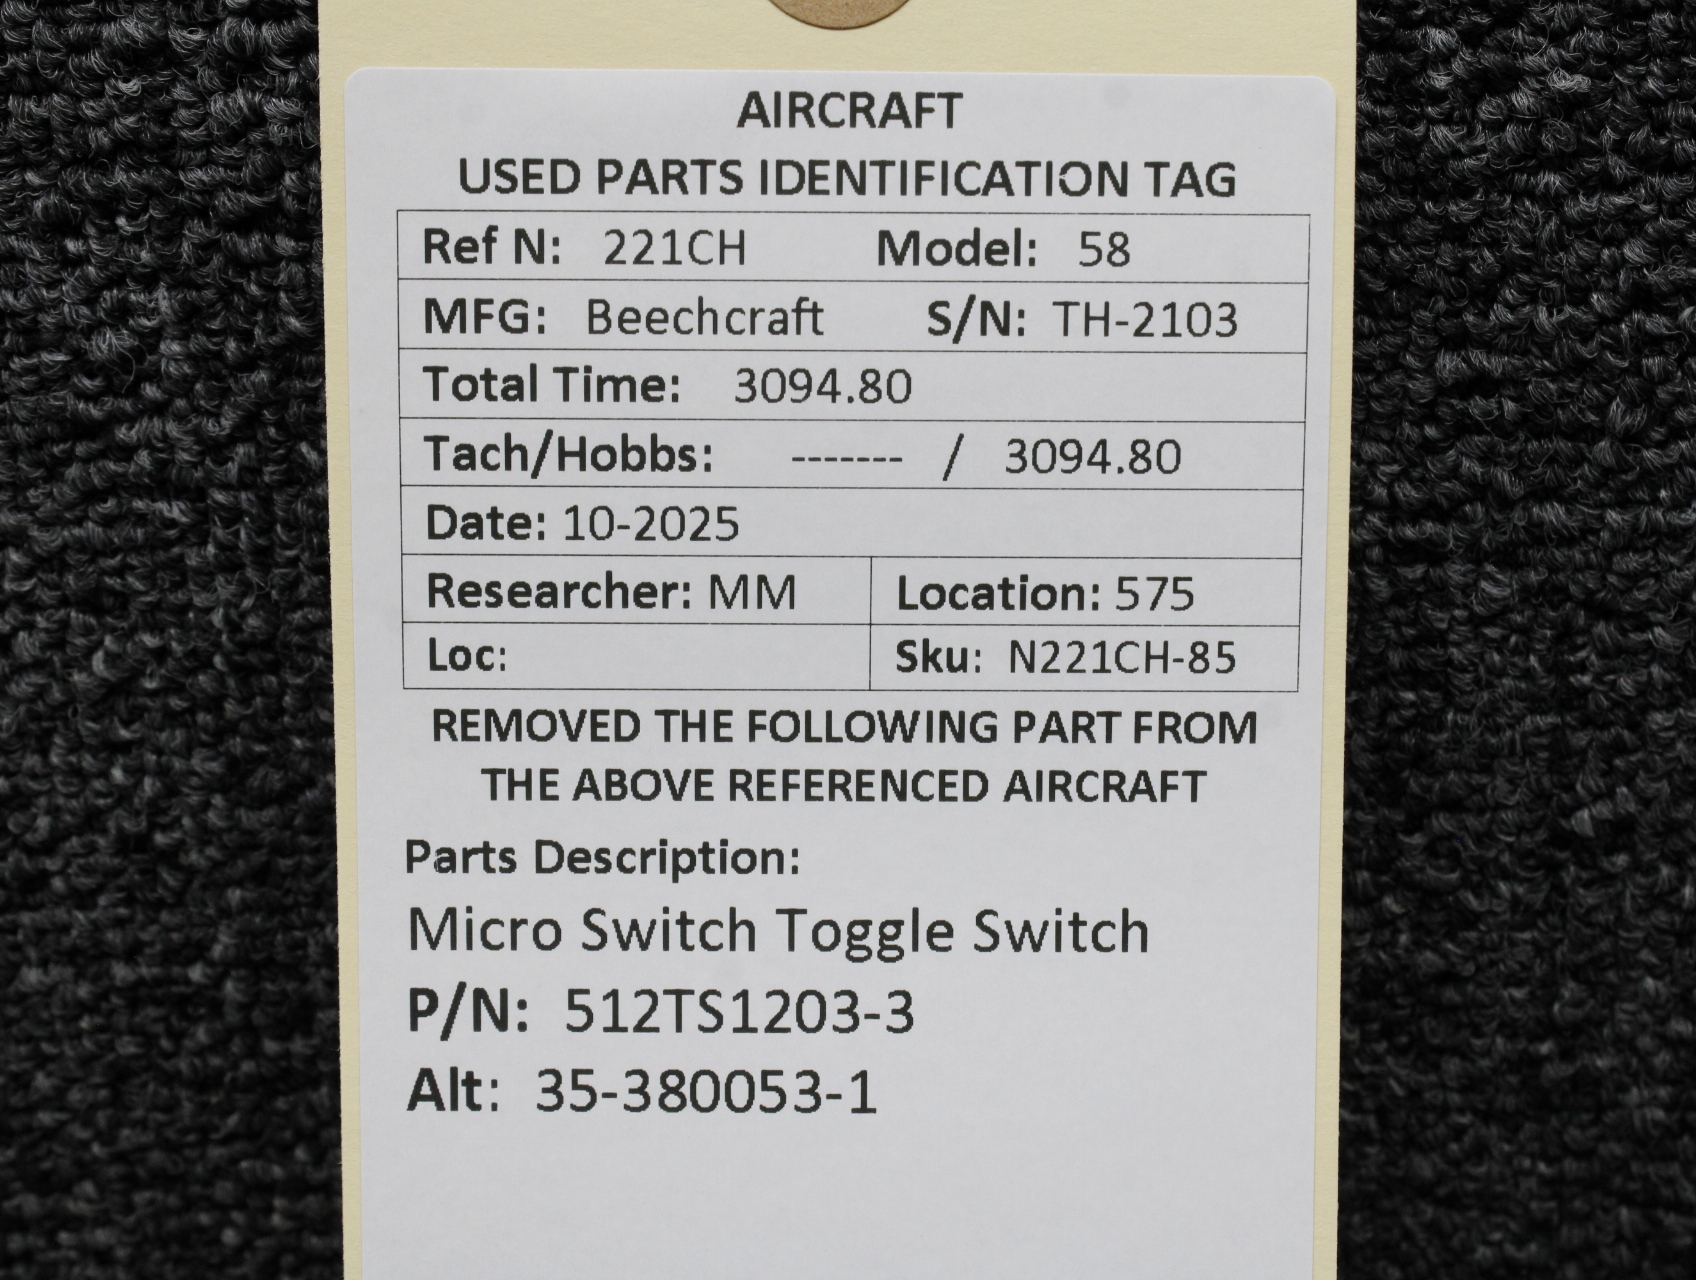 AIRCRAFT
USED PARTS IDENTIFICATION TAG
Ref N: 221CH Model: 58
MFG: Beechcraft S/N: TH-2103
Total Time: 3094.80
Tach/Hobbs: ------- / 3094.80
Date: 10-2025
Researcher: MM Location: 575
Loc: Sku: N221CH-85
REMOVED THE FOLLOWING PART FROM
THE ABOVE REFERENCED AIRCRAFT
Parts Description:
Micro Switch Toggle Switch
P/N: 512TS1203-3
Alt: 35-380053-1